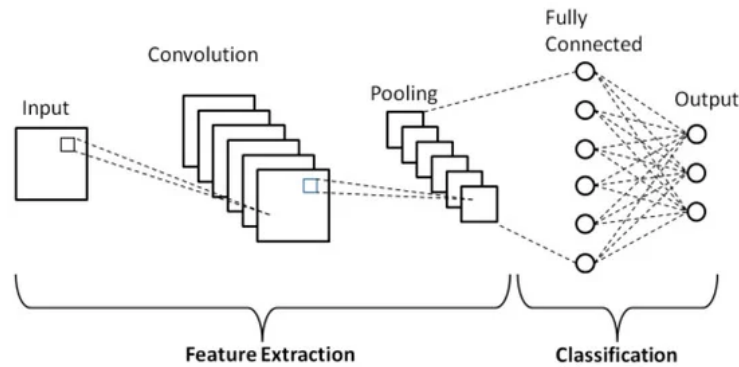 Fully
Connected
Convolution
Pooling
Output
Input
Feature Extraction
Classification